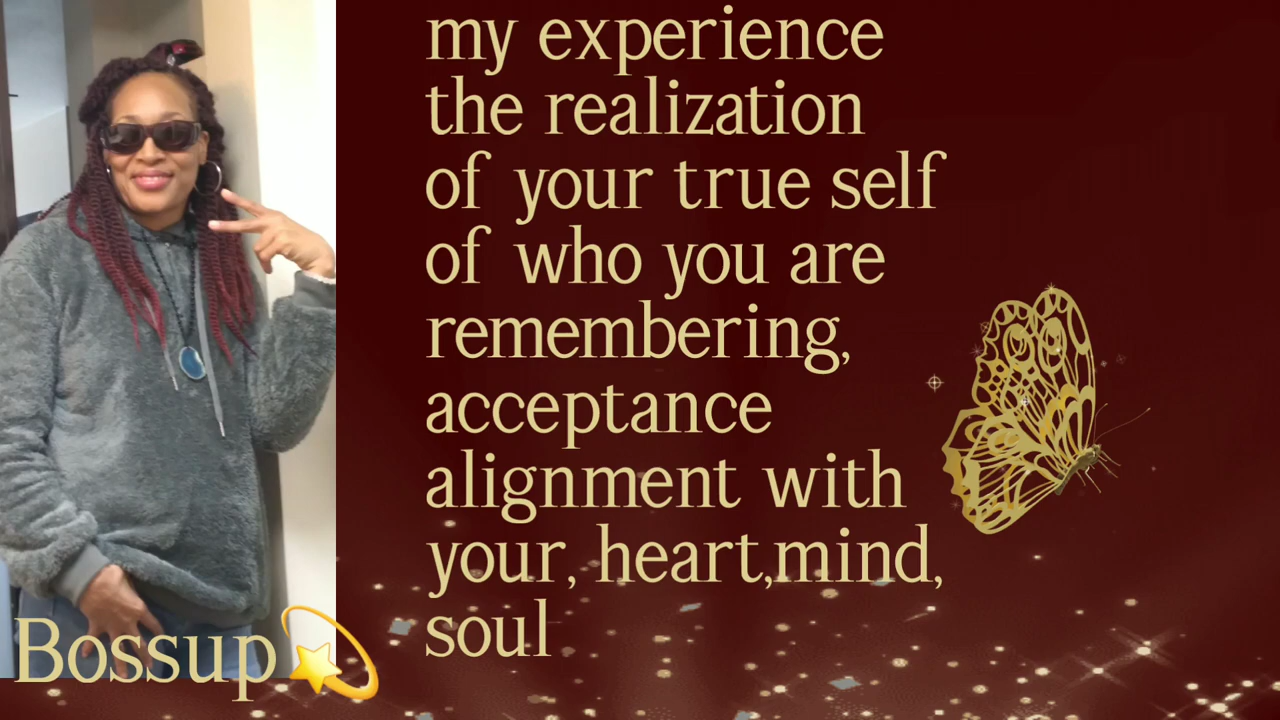 my experience
the realization
of your true self
of who you are
remembering,
acceptance
alignment with
your, heart,mind,
soul
Bossup